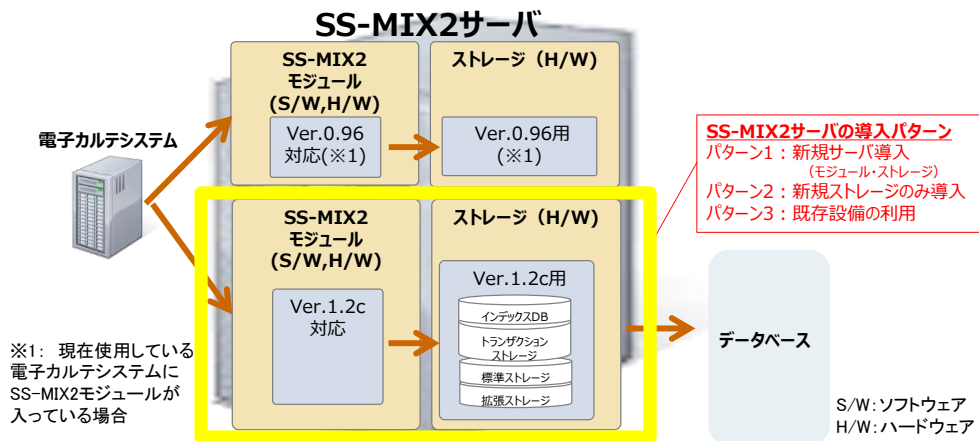 SS-MIX2サーバ
SS-MIX2
モジュール
(S/W,H/W)
Ver.0.96
対応(※1)
ストレージ（H/W）
Ver.0.96用
(※1)
電子カルテシステム
SS-MIX2サーバの導入パターン
パターン1：新規サーバ導入
（モジュール・ストレージ）
パターン2：新規ストレージのみ導入
パターン3：既存設備の利用
SS-MIX2
モジュール
(S/W,H/W)
Ver.1.2c
対応
ストレージ（H/W）
Ver.1.2c用
インデックスDB
トランザクション
ストレージ
標準ストレージ
拡張ストレージ
データベース
※1： 現在使用している
電子カルテシステムに
SS-MIX2モジュールが
入っている場合
S/W：ソフトウェア
H/W：ハードウェア